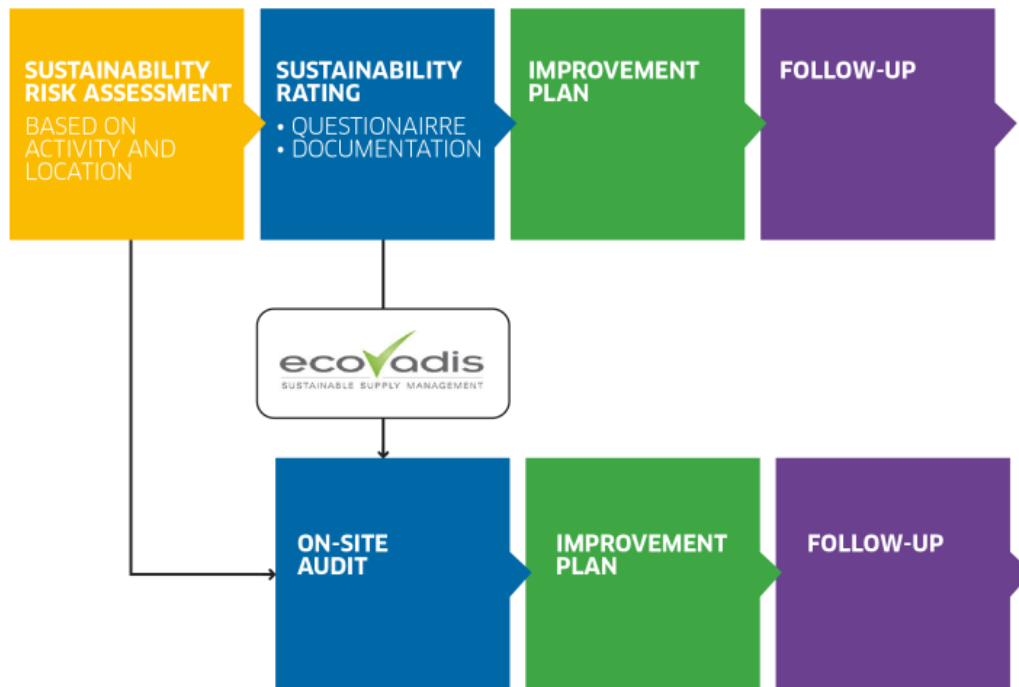 SUSTAINABILITY
RISK ASSESSMENT
BASED ON
ACTIVITY AND
LOCATION
SUSTAINABILITY
RATING
• QUESTIONAIRRE
• DOCUMENTATION
IMPROVEMENT
PLAN
FOLLOW-UP
ecovadis
SUSTAINABLE SUPPLY MANAGEMENT
ON-SITE
AUDIT
IMPROVEMENT
PLAN
FOLLOW-UP